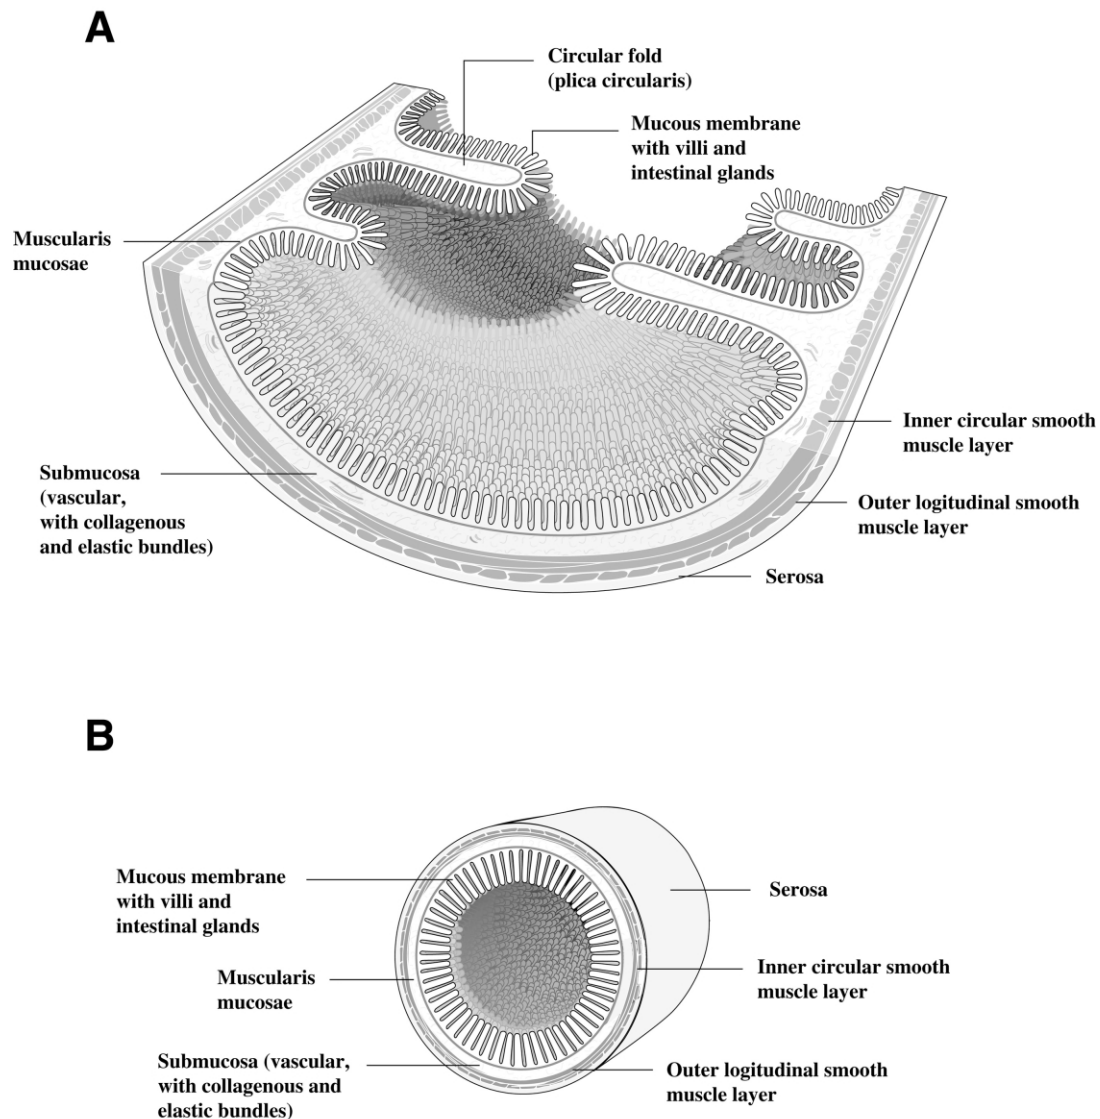 A
Circular fold
(plica circularis)
Mucous membrane
with villi and
intestinal glands
Muscularis
mucosae
Inner circular smooth
muscle layer
Submucosa
(vascular,
with collagenous
and elastic bundles)
Outer logitudinal smooth
muscle layer
Serosa
B
Mucous membrane
with villi and
intestinal glands
Serosa
Muscularis
mucosae
Inner circular smooth
muscle layer
Submucosa (vascular,
with collagenous and
elastic bundles)
Outer logitudinal smooth
muscle layer